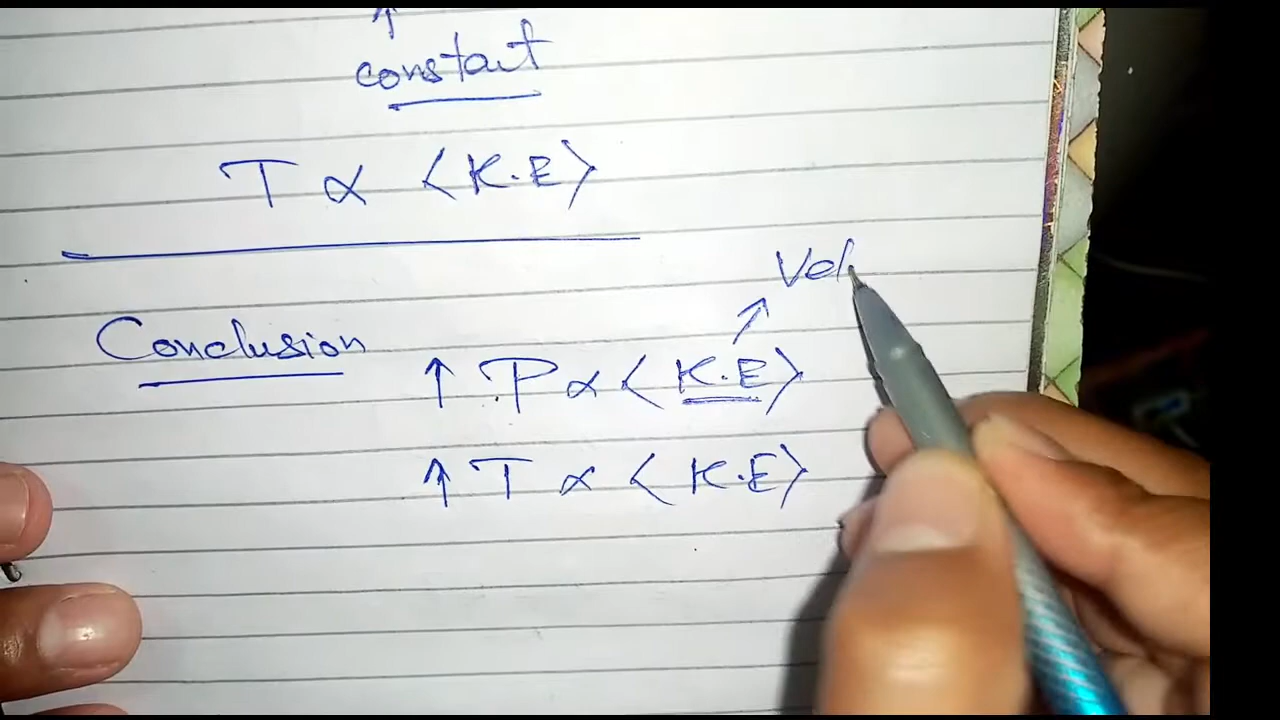 ↑
constant
T ∝ ⟨K.E⟩
Vel
Conclusion ↑ P ∝ ⟨K.E⟩
↑ T ∝ ⟨K.E⟩